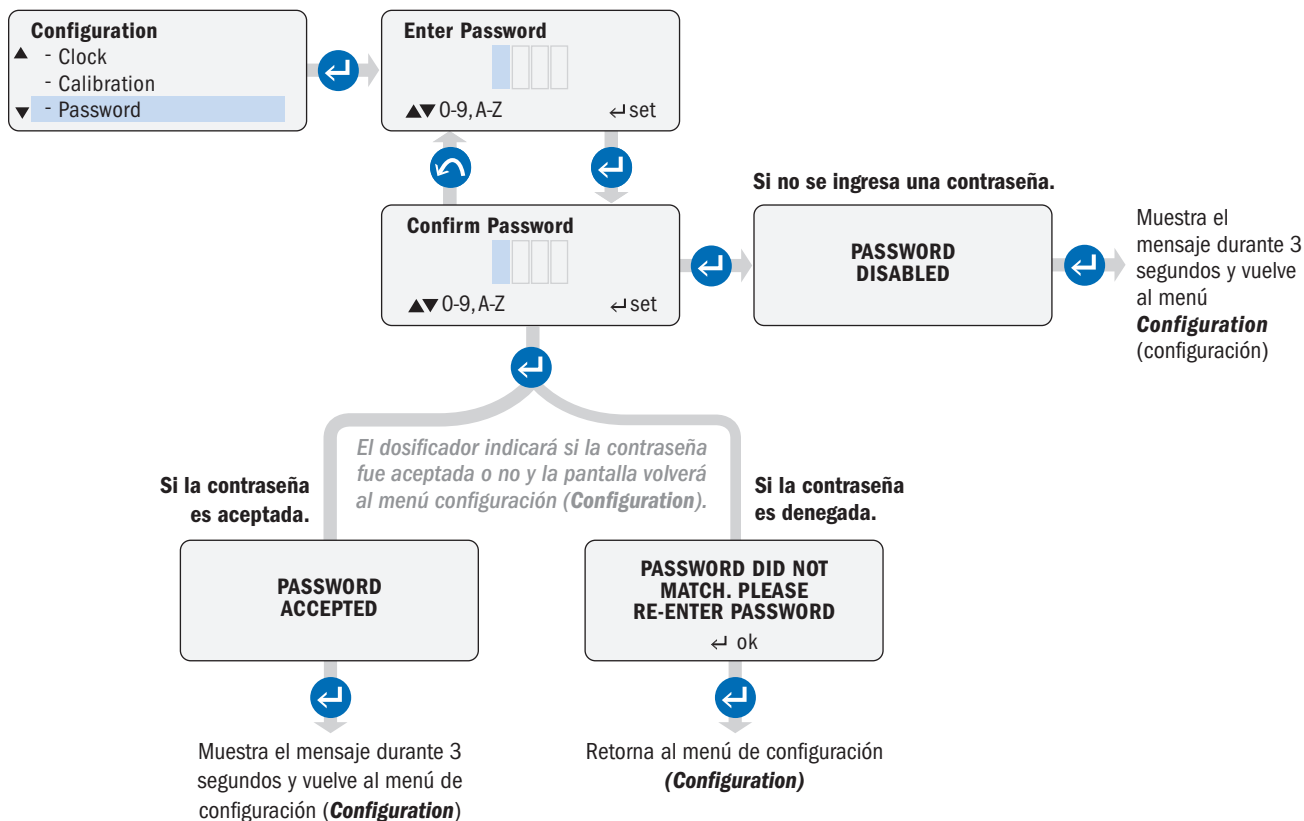 Configuration
- Clock
- Calibration
- Password
Enter Password
▲▼ 0-9, A-Z ↵ set
Confirm Password
▲▼ 0-9, A-Z ↵ set
Si no se ingresa una contraseña.
PASSWORD
DISABLED
Muestra el
mensaje durante 3
segundos y vuelve
al menú
Configuration
(configuración)
El dosificador indicará si la contraseña
fue aceptada o no y la pantalla volverá
al menú configuración (Configuration).
Si la contraseña
es aceptada.
PASSWORD
ACCEPTED
Muestra el mensaje durante 3
segundos y vuelve al menú de
configuración (Configuration)
Si la contraseña
es denegada.
PASSWORD DID NOT
MATCH. PLEASE
RE-ENTER PASSWORD
↵ ok
Retorna al menú de configuración
(Configuration)